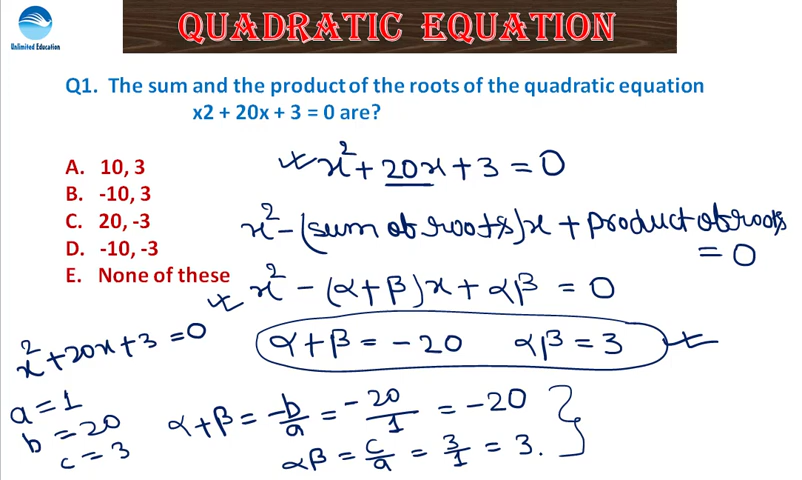 Unlimited Education
QUADRATIC EQUATION
Q1. The sum and the product of the roots of the quadratic equation
x2 + 20x + 3 = 0 are?
A. 10, 3
B. -10, 3
C. 20, -3
D. -10, -3
E. None of these
x² + 20x + 3 = 0
x² - (sum of roots)x + product of roots
= 0
x² - (α + β)x + αβ = 0
α + β = - 20 αβ = 3
x² + 20x + 3 = 0
a = 1
b = 20
c = 3
α + β = -b/a = -20/1 = -20
αβ = c/a = 3/1 = 3.